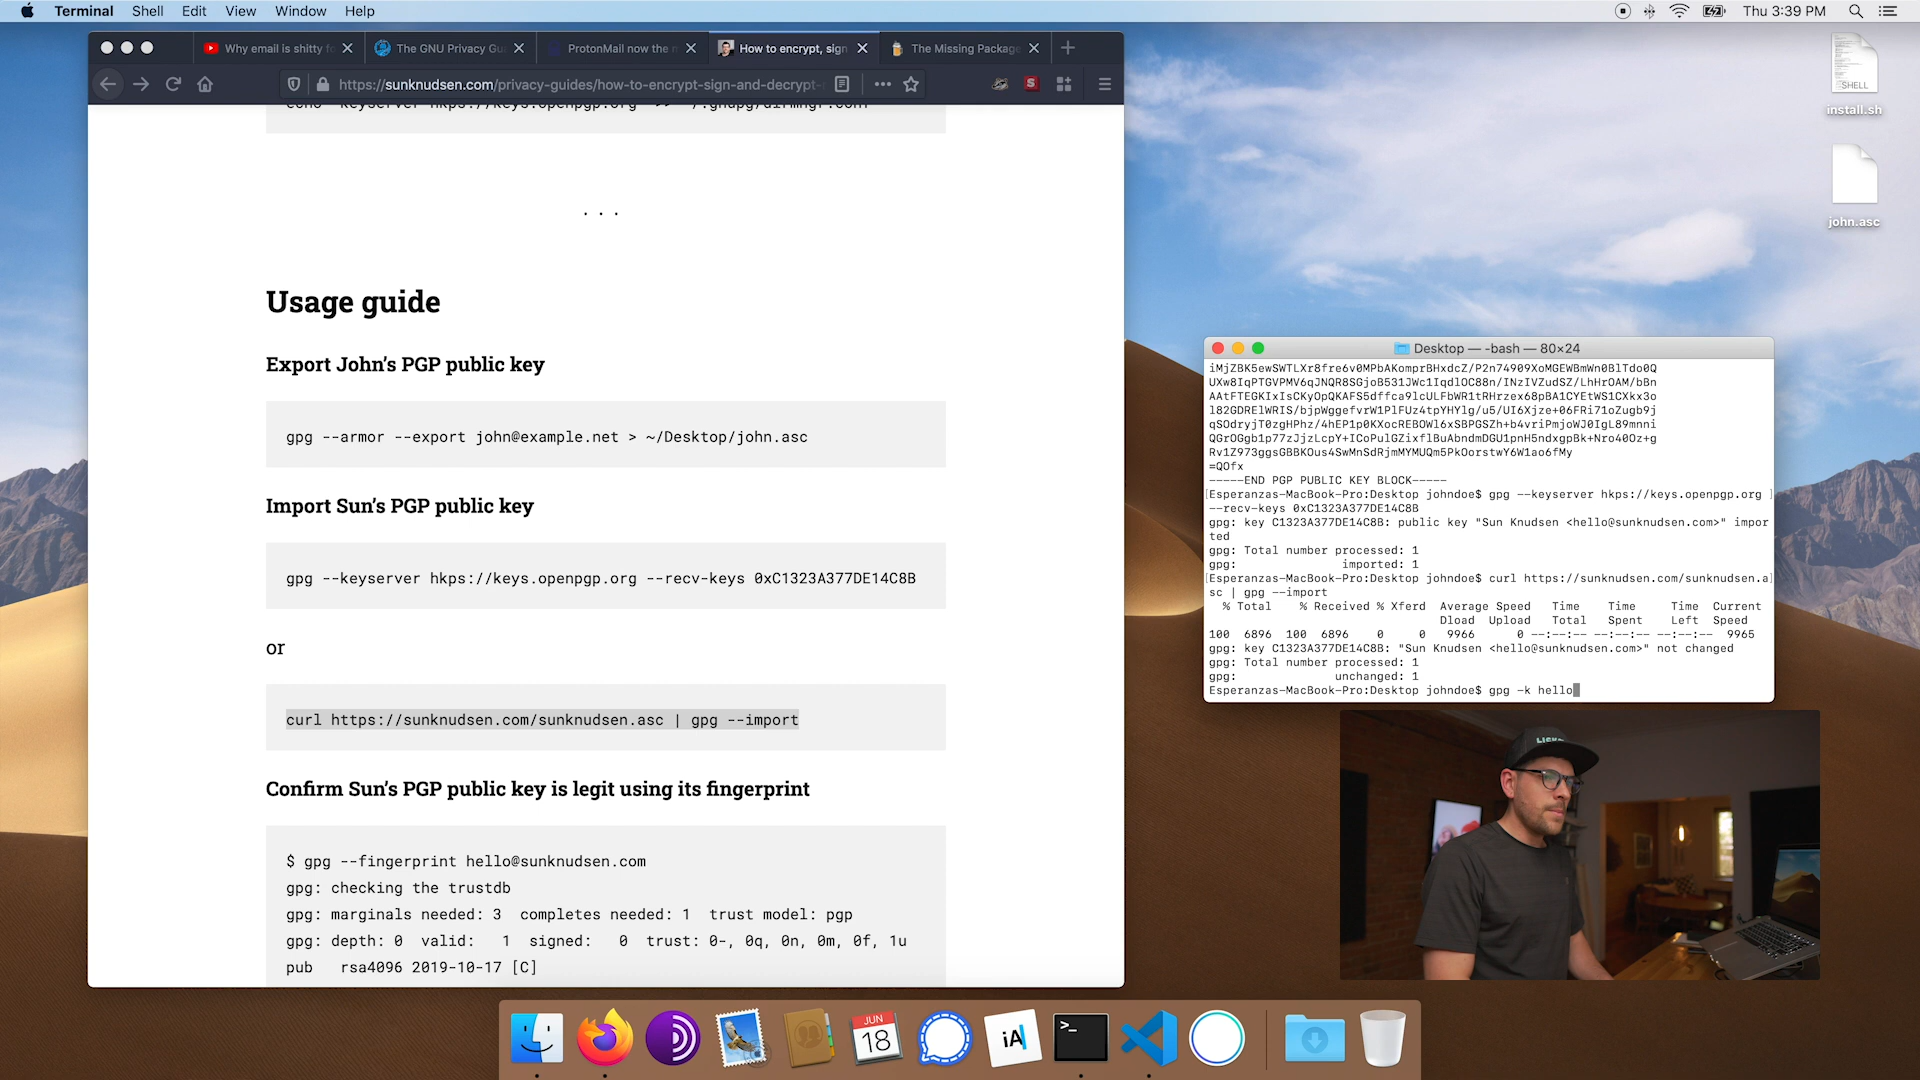 Terminal Shell Edit View Window Help
Thu 3:39 PM
Why email is shitty fo
The GNU Privacy Gu
ProtonMail now the m
How to encrypt, sign
The Missing Package
https://sunknudsen.com/privacy-guides/how-to-encrypt-sign-and-decrypt-
Usage guide
Export John's PGP public key
gpg --armor --export john@example.net > ~/Desktop/john.asc
Import Sun's PGP public key
gpg --keyserver hkps://keys.openpgp.org --recv-keys 0xC1323A377DE14C8B
or
curl https://sunknudsen.com/sunknudsen.asc | gpg --import
Confirm Sun's PGP public key is legit using its fingerprint
$ gpg --fingerprint hello@sunknudsen.com
gpg: checking the trustdb
gpg: marginals needed: 3  completes needed: 1  trust model: pgp
gpg: depth: 0  valid:   1  signed:   0  trust: 0-, 0q, 0n, 0m, 0f, 1u
pub   rsa4096 2019-10-17 [C]
SHELL
install.sh
john.asc
Desktop — -bash — 80×24
=QOfx
-----END PGP PUBLIC KEY BLOCK-----
[Esperanzas-MacBook-Pro:Desktop johndoe$ gpg --keyserver hkps://keys.openpgp.org ]
--recv-keys 0xC1323A377DE14C8B
gpg: key C1323A377DE14C8B: public key "Sun Knudsen <hello@sunknudsen.com>" impor
ted
gpg: Total number processed: 1
gpg:               imported: 1
[Esperanzas-MacBook-Pro:Desktop johndoe$ curl https://sunknudsen.com/sunknudsen.a]
sc | gpg --import
% Total    % Received % Xferd  Average Speed   Time    Time     Time  Current
Dload  Upload   Total   Spent    Left  Speed
100  6896  100  6896    0     0   9966      0 --:--:-- --:--:-- --:--:--  9965
gpg: key C1323A377DE14C8B: "Sun Knudsen <hello@sunknudsen.com>" not changed
gpg: Total number processed: 1
gpg:              unchanged: 1
Esperanzas-MacBook-Pro:Desktop johndoe$ gpg -k hello
JUN
18
iA